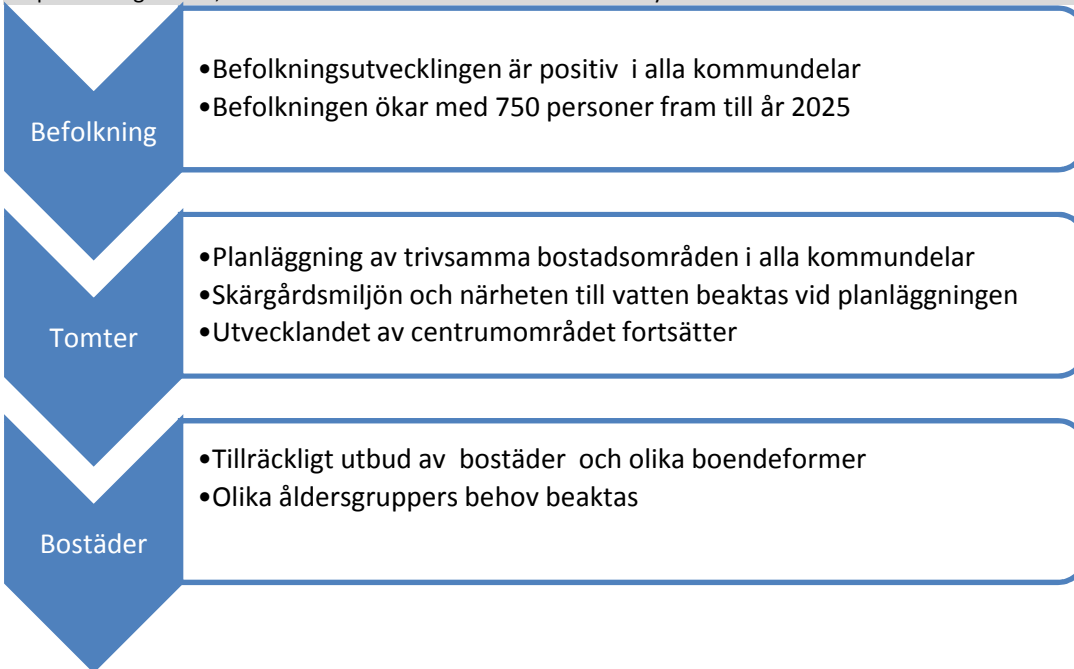 Befolkning
•Befolkningsutvecklingen är positiv i alla kommundelar
•Befolkningen ökar med 750 personer fram till år 2025
Tomter
•Planläggning av trivsamma bostadsområden i alla kommundelar
•Skärgårdsmiljön och närheten till vatten beaktas vid planläggningen
•Utvecklandet av centrumområdet fortsätter
Bostäder
•Tillräckligt utbud av bostäder och olika boendeformer
•Olika åldersgruppers behov beaktas